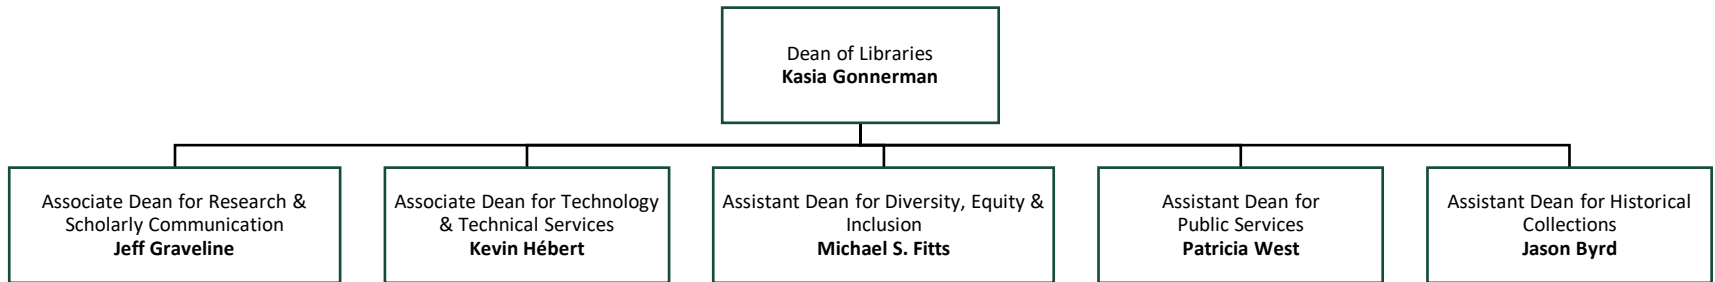 Dean of Libraries
Kasia Gonnerman
Associate Dean for Research &
Scholarly Communication
Jeff Graveline
Associate Dean for Technology
& Technical Services
Kevin Hébert
Assistant Dean for Diversity, Equity &
Inclusion
Michael S. Fitts
Assistant Dean for
Public Services
Patricia West
Assistant Dean for Historical
Collections
Jason Byrd